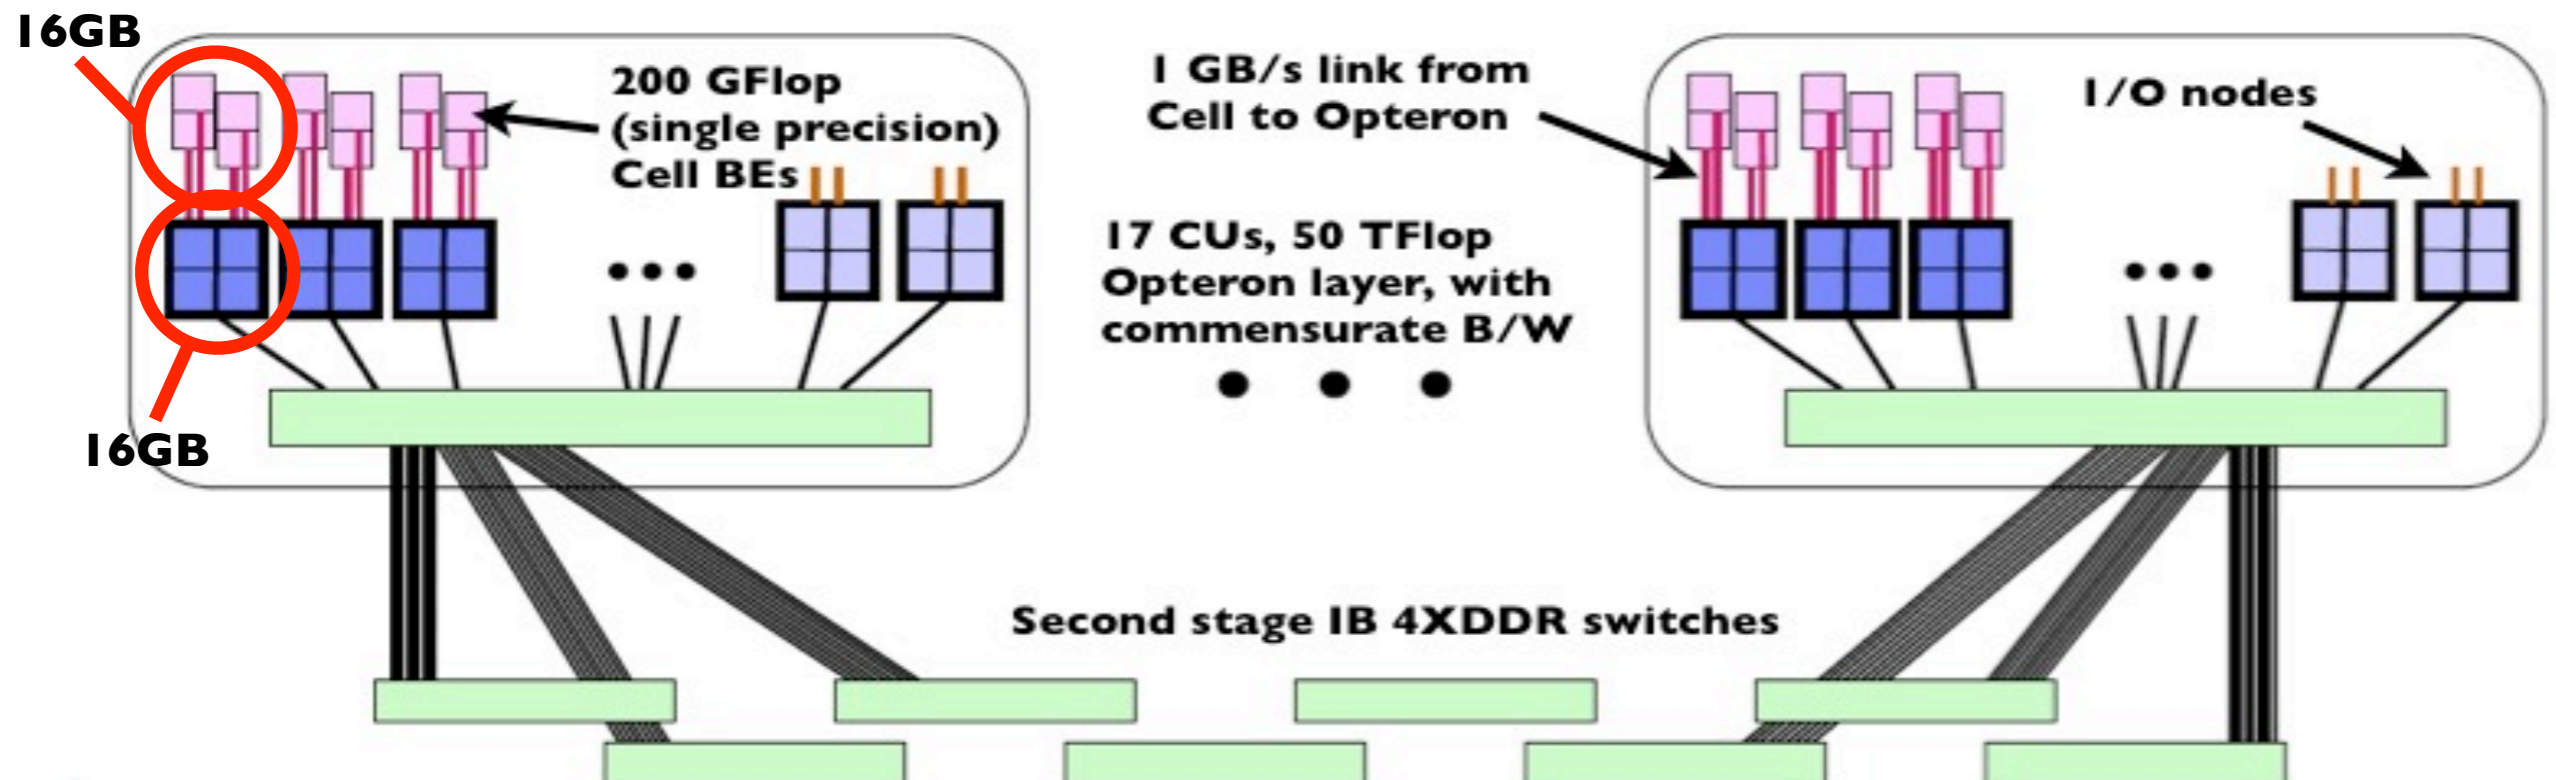 16GB
200 GFlop
(single precision)
Cell BEs
16GB
1 GB/s link from
Cell to Opteron
17 CUs, 50 TFlop
Opteron layer, with
commensurate B/W
I/O nodes
Second stage IB 4XDDR switches